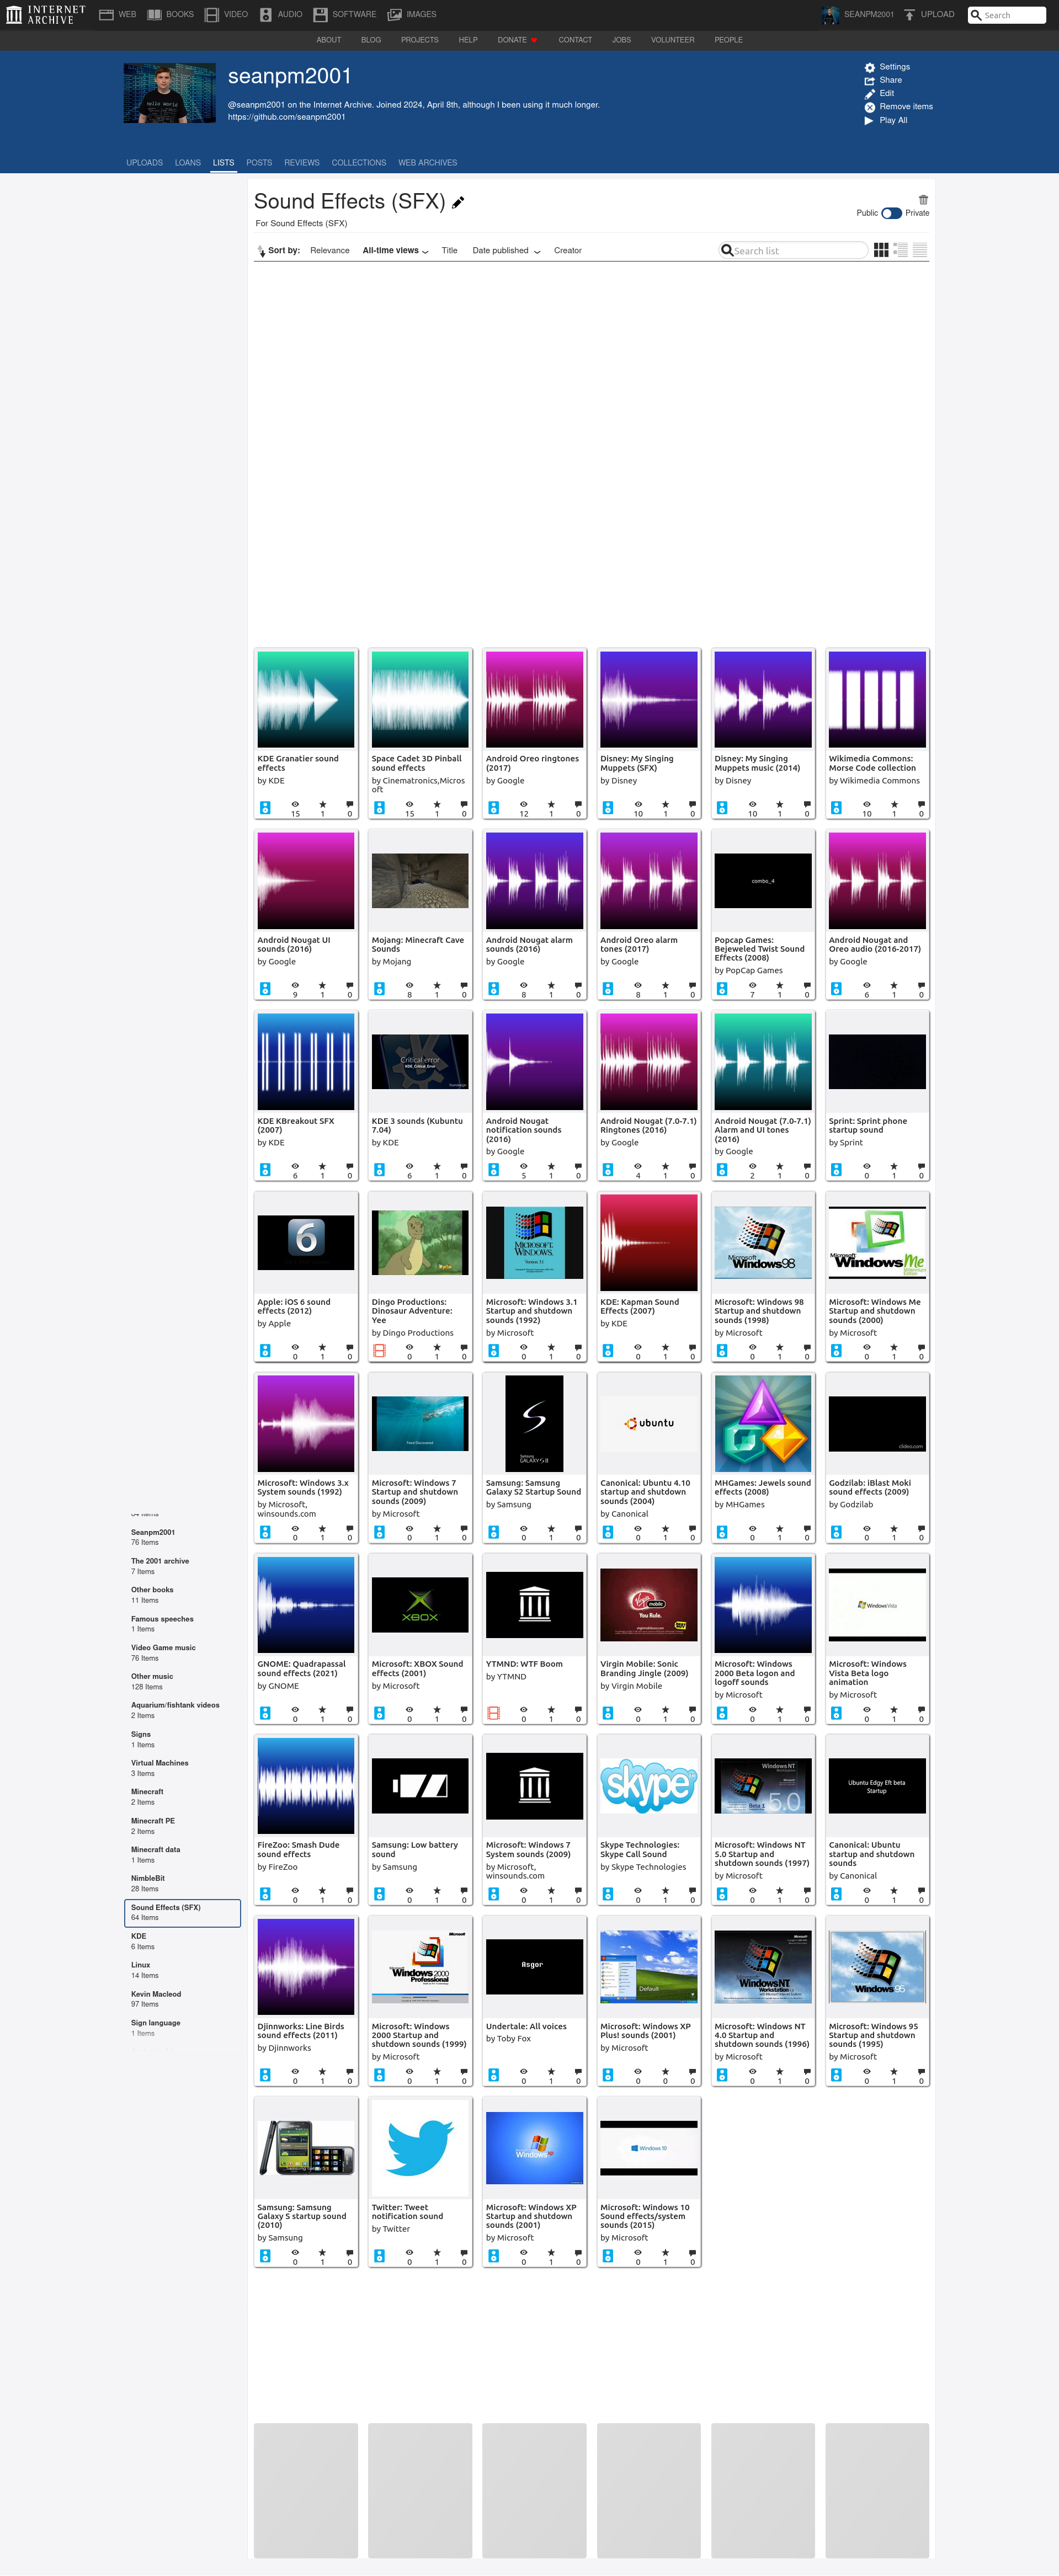 INTERNET ARCHIVE
WEB BOOKS VIDEO AUDIO SOFTWARE IMAGES
SEANPM2001 UPLOAD Search
ABOUT BLOG PROJECTS HELP DONATE CONTACT JOBS VOLUNTEER PEOPLE
seanpm2001
@seanpm2001 on the Internet Archive. Joined 2024, April 8th, although I been using it much longer.
https://github.com/seanpm2001
Settings
Share
Edit
Remove items
Play All
UPLOADS LOANS LISTS POSTS REVIEWS COLLECTIONS WEB ARCHIVES
Sound Effects (SFX)
Public Private
For Sound Effects (SFX)
Sort by: Relevance All-time views Title Date published Creator
Search list
KDE Granatier sound effects
by KDE
15 1 0
Space Cadet 3D Pinball sound effects
by Cinematronics,Microsoft
15 1 0
Android Oreo ringtones (2017)
by Google
12 1 0
Disney: My Singing Muppets (SFX)
by Disney
10 1 0
Disney: My Singing Muppets music (2014)
by Disney
10 1 0
Wikimedia Commons: Morse Code collection
by Wikimedia Commons
10 1 0
Android Nougat UI sounds (2016)
by Google
9 1 0
Mojang: Minecraft Cave Sounds
by Mojang
8 1 0
Android Nougat alarm sounds (2016)
by Google
8 1 0
Android Oreo alarm tones (2017)
by Google
8 1 0
combo_4
Popcap Games: Bejeweled Twist Sound Effects (2008)
by PopCap Games
7 1 0
Android Nougat and Oreo audio (2016-2017)
by Google
6 1 0
KDE KBreakout SFX (2007)
by KDE
6 1 0
Critical error
KDE 3 sounds (Kubuntu 7.04)
by KDE
6 1 0
Android Nougat notification sounds (2016)
by Google
5 1 0
Android Nougat (7.0-7.1) Ringtones (2016)
by Google
4 1 0
Android Nougat (7.0-7.1) Alarm and UI tones (2016)
by Google
2 1 0
Sprint: Sprint phone startup sound
by Sprint
0 1 0
6
Apple: iOS 6 sound effects (2012)
by Apple
0 1 0
Dingo Productions: Dinosaur Adventure: Yee
by Dingo Productions
0 1 0
MICROSOFT WINDOWS
Version 3.1
Microsoft: Windows 3.1 Startup and shutdown sounds (1992)
by Microsoft
0 1 0
KDE: Kapman Sound Effects (2007)
by KDE
0 1 0
Microsoft Windows98
Microsoft: Windows 98 Startup and shutdown sounds (1998)
by Microsoft
0 1 0
Microsoft Windows Me
Microsoft: Windows Me Startup and shutdown sounds (2000)
by Microsoft
0 1 0
Microsoft: Windows 3.x System sounds (1992)
by Microsoft, winsounds.com
0 1 0
Microsoft: Windows 7 Startup and shutdown sounds (2009)
by Microsoft
0 1 0
Samsung GALAXY S II
Samsung: Samsung Galaxy S2 Startup Sound
by Samsung
0 1 0
ubuntu
Canonical: Ubuntu 4.10 startup and shutdown sounds (2004)
by Canonical
0 1 0
MHGames: Jewels sound effects (2008)
by MHGames
0 1 0
clideo.com
Godzilab: iBlast Moki sound effects (2009)
by Godzilab
0 1 0
GNOME: Quadrapassal sound effects (2021)
by GNOME
0 1 0
XBOX
Microsoft: XBOX Sound effects (2001)
by Microsoft
0 1 0
YTMND: WTF Boom
by YTMND
0 1 0
Virgin mobile
You Rule.
Virgin Mobile: Sonic Branding Jingle (2009)
by Virgin Mobile
0 1 0
Microsoft: Windows 2000 Beta logon and logoff sounds
by Microsoft
0 1 0
Windows Vista
Microsoft: Windows Vista Beta logo animation
by Microsoft
0 1 0
FireZoo: Smash Dude sound effects
by FireZoo
0 1 0
Samsung: Low battery sound
by Samsung
0 1 0
Microsoft: Windows 7 System sounds (2009)
by Microsoft, winsounds.com
0 1 0
skype
Skype Technologies: Skype Call Sound
by Skype Technologies
0 1 0
Windows NT
Beta 1 5.0
Microsoft: Windows NT 5.0 Startup and shutdown sounds (1997)
by Microsoft
0 1 0
Ubuntu Edgy Eft beta
Startup
Canonical: Ubuntu startup and shutdown sounds
by Canonical
0 1 0
Djinnworks: Line Birds sound effects (2011)
by Djinnworks
0 1 0
Microsoft
Windows 2000
Professional
Microsoft: Windows 2000 Startup and shutdown sounds (1999)
by Microsoft
0 1 0
Asgor
Undertale: All voices
by Toby Fox
0 1 0
Default
Microsoft: Windows XP Plus! sounds (2001)
by Microsoft
0 0 0
WindowsNT
Microsoft: Windows NT 4.0 Startup and shutdown sounds (1996)
by Microsoft
0 1 0
Windows 95
Microsoft: Windows 95 Startup and shutdown sounds (1995)
by Microsoft
0 1 0
Samsung: Samsung Galaxy S startup sound (2010)
by Samsung
0 1 0
Twitter: Tweet notification sound
by Twitter
0 1 0
Windows XP
Microsoft: Windows XP Startup and shutdown sounds (2001)
by Microsoft
0 1 0
Windows 10
Microsoft: Windows 10 Sound effects/system sounds (2015)
by Microsoft
0 1 0
Seanpm2001
76 Items
The 2001 archive
7 Items
Other books
11 Items
Famous speeches
1 Items
Video Game music
76 Items
Other music
128 Items
Aquarium/fishtank videos
2 Items
Signs
1 Items
Virtual Machines
3 Items
Minecraft
2 Items
Minecraft PE
2 Items
Minecraft data
1 Items
NimbleBit
28 Items
Sound Effects (SFX)
64 Items
KDE
6 Items
Linux
14 Items
Kevin Macleod
97 Items
Sign language
1 Items